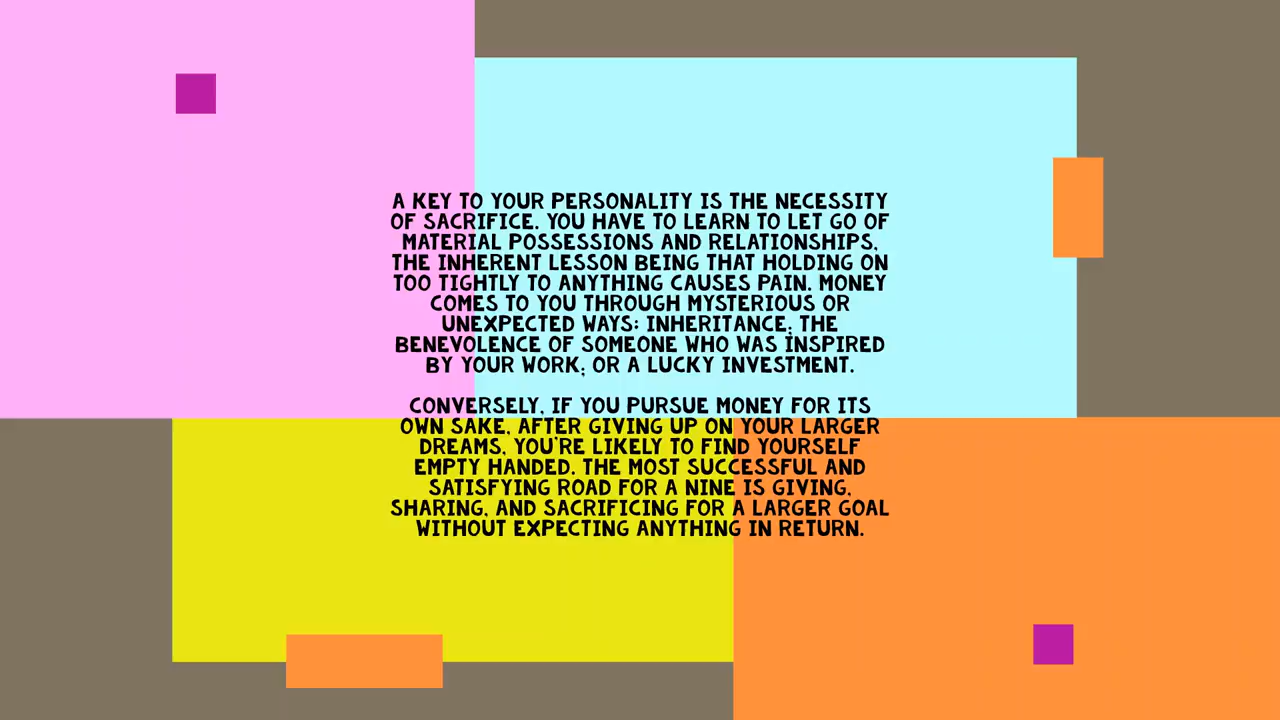 A KEY TO YOUR PERSONALITY IS THE NECESSITY
OF SACRIFICE. YOU HAVE TO LEARN TO LET GO OF
MATERIAL POSSESSIONS AND RELATIONSHIPS,
THE INHERENT LESSON BEING THAT HOLDING ON
TOO TIGHTLY TO ANYTHING CAUSES PAIN. MONEY
COMES TO YOU THROUGH MYSTERIOUS OR
UNEXPECTED WAYS: INHERITANCE; THE
BENEVOLENCE OF SOMEONE WHO WAS INSPIRED
BY YOUR WORK; OR A LUCKY INVESTMENT.
CONVERSELY, IF YOU PURSUE MONEY FOR ITS
OWN SAKE, AFTER GIVING UP ON YOUR LARGER
DREAMS, YOU'RE LIKELY TO FIND YOURSELF
EMPTY HANDED. THE MOST SUCCESSFUL AND
SATISFYING ROAD FOR A NINE IS GIVING,
SHARING, AND SACRIFICING FOR A LARGER GOAL
WITHOUT EXPECTING ANYTHING IN RETURN.